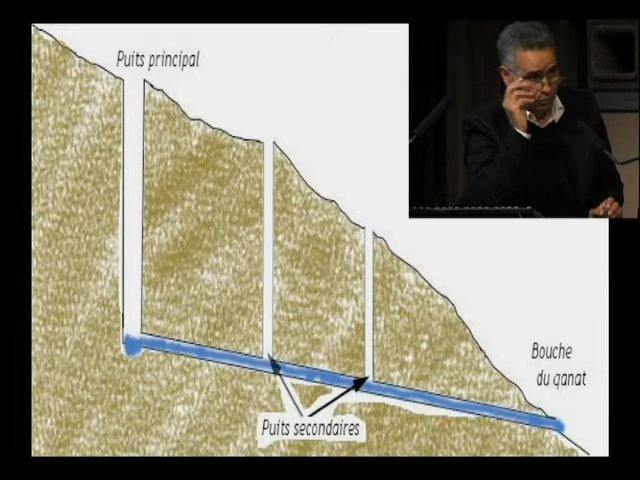 Puits principal
Bouche
du qanat
Puits secondaires